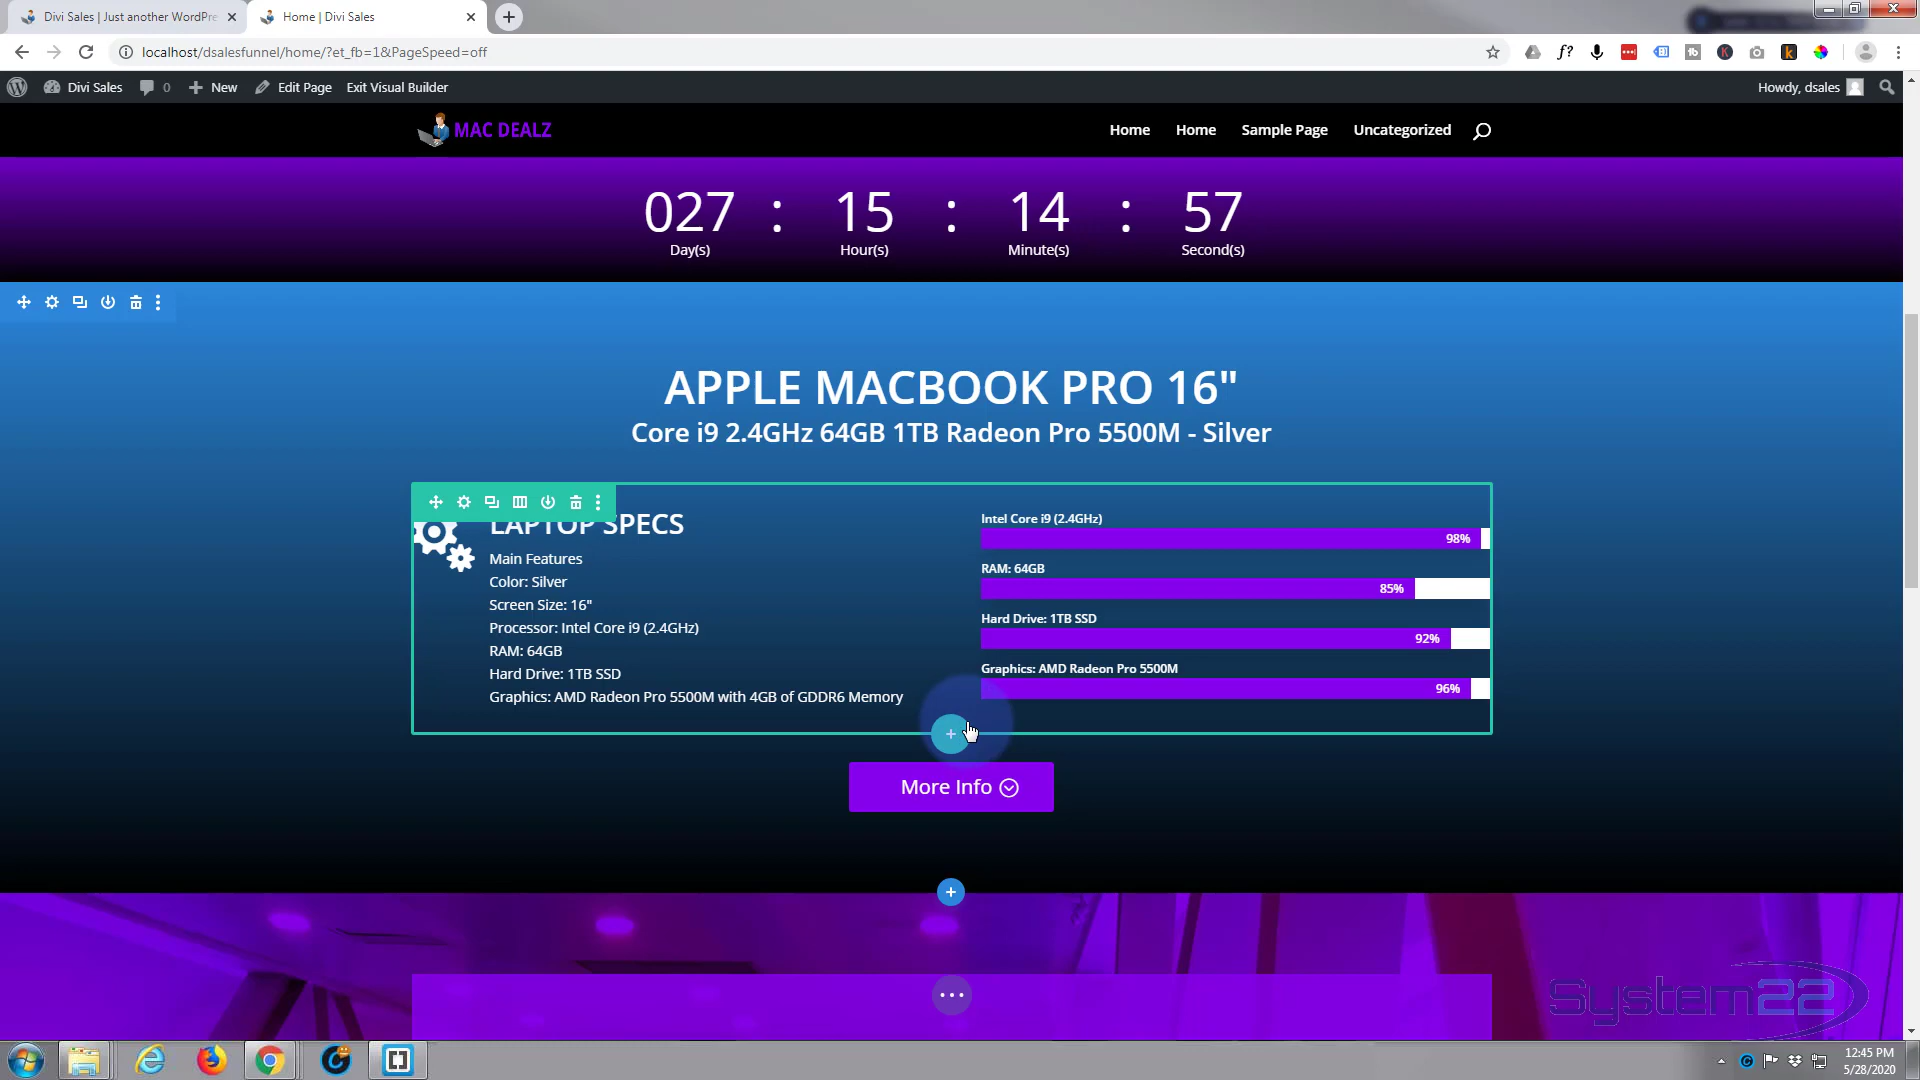 Divi Sales | Just another WordPre
Home | Divi Sales
localhost/dsalesfunnel/home/?et_fb=1&PageSpeed=off
Divi Sales
0
New
Edit Page
Exit Visual Builder
Howdy, dsales
MAC DEALZ
Home
Home
Sample Page
Uncategorized
027 : 15 : 14 : 57
Day(s)
Hour(s)
Minute(s)
Second(s)
APPLE MACBOOK PRO 16"
Core i9 2.4GHz 64GB 1TB Radeon Pro 5500M - Silver
LAPTOP SPECS
Main Features
Color: Silver
Screen Size: 16"
Processor: Intel Core i9 (2.4GHz)
RAM: 64GB
Hard Drive: 1TB SSD
Graphics: AMD Radeon Pro 5500M with 4GB of GDDR6 Memory
Intel Core i9 (2.4GHz)
98%
RAM: 64GB
85%
Hard Drive: 1TB SSD
92%
Graphics: AMD Radeon Pro 5500M
96%
More Info
System22
12:45 PM
5/28/2020